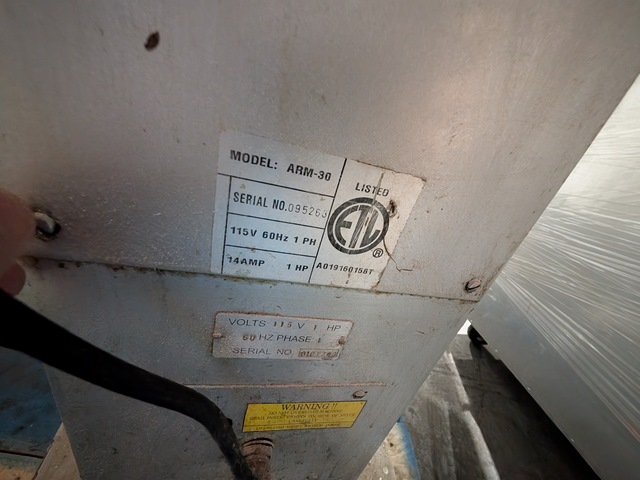 MODEL: ARM-30
LISTED
SERIAL NO.095263
ETL
®
115V 60Hz 1 PH
14AMP 1 HP
A019160158T
VOLTS 115 V 1 HP
60 HZ.PHASE 1
SERIAL NO.
WARNING !!